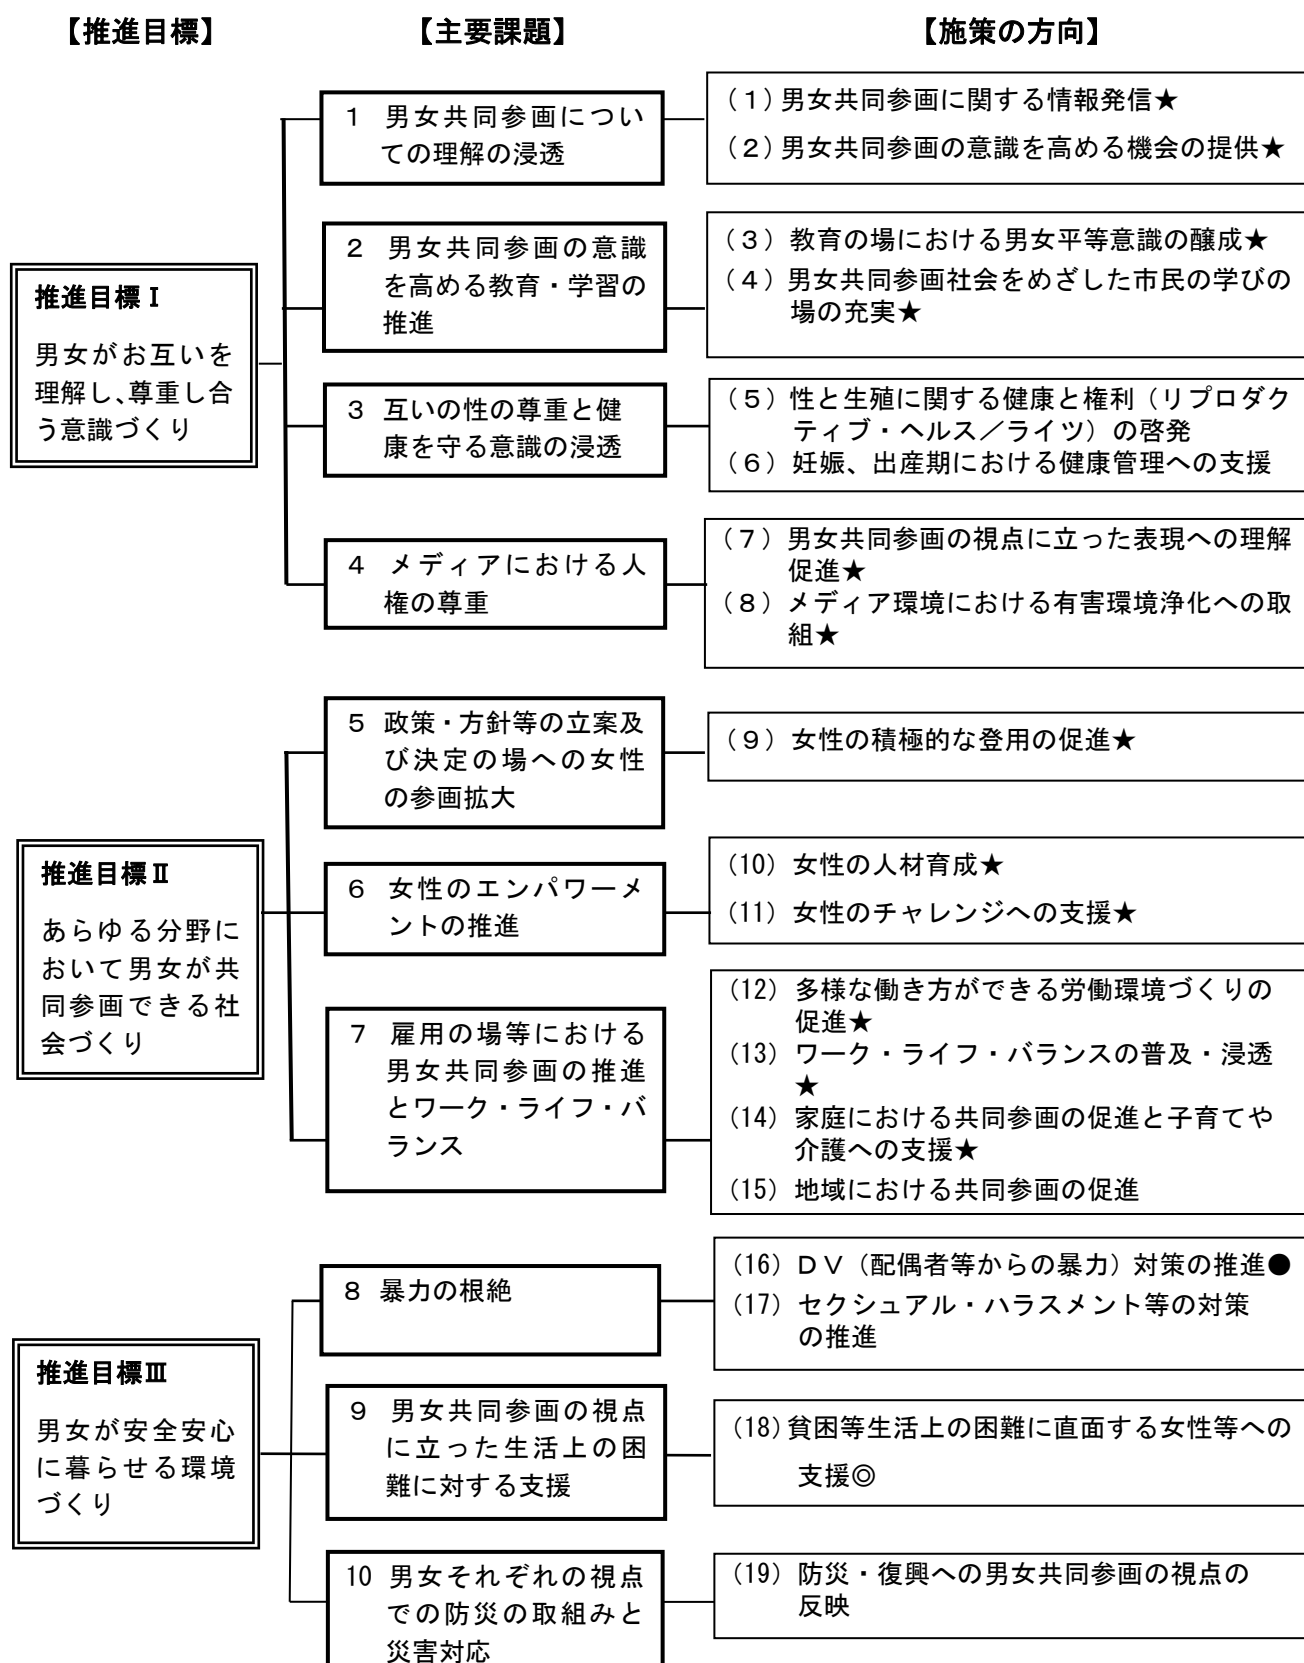 【推進目標】 【主要課題】 【施策の方向】
推進目標Ⅰ
男女がお互いを
理解し、尊重し合
う意識づくり
1 男女共同参画につい
ての理解の浸透
（１）男女共同参画に関する情報発信★
（２）男女共同参画の意識を高める機会の提供★
2 男女共同参画の意識
を高める教育・学習の
推進
（３）教育の場における男女平等意識の醸成★
（４）男女共同参画社会をめざした市民の学びの
場の充実★
3 互いの性の尊重と健
康を守る意識の浸透
（５）性と生殖に関する健康と権利（リプロダク
ティブ・ヘルス／ライツ）の啓発
（６）妊娠、出産期における健康管理への支援
4 メディアにおける人
権の尊重
（７）男女共同参画の視点に立った表現への理解
促進★
（８）メディア環境における有害環境浄化への取
組★
推進目標Ⅱ
あらゆる分野に
おいて男女が共
同参画できる社
会づくり
5 政策・方針等の立案及
び決定の場への女性
の参画拡大
（９）女性の積極的な登用の促進★
6 女性のエンパワーメ
ントの推進
(10) 女性の人材育成★
(11) 女性のチャレンジへの支援★
7 雇用の場等における
男女共同参画の推進
とワーク・ライフ・バ
ランス
(12) 多様な働き方ができる労働環境づくりの
促進★
(13) ワーク・ライフ・バランスの普及・浸透
★
(14) 家庭における共同参画の促進と子育てや
介護への支援★
(15) 地域における共同参画の促進
推進目標Ⅲ
男女が安全安心
に暮らせる環境
づくり
8 暴力の根絶
(16) ＤＶ（配偶者等からの暴力）対策の推進●
(17) セクシュアル・ハラスメント等の対策
の推進
9 男女共同参画の視点
に立った生活上の困
難に対する支援
(18) 貧困等生活上の困難に直面する女性等への
支援◎
10 男女それぞれの視点
での防災の取組みと
災害対応
(19) 防災・復興への男女共同参画の視点の
反映